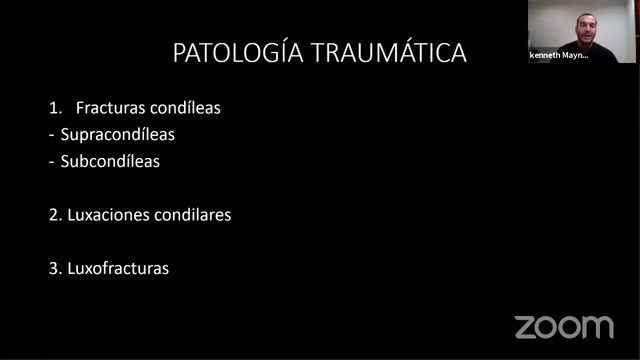 PATOLOGÍA TRAUMÁTICA
kenneth Mayn...
1. Fracturas condíleas
- Supracondíleas
- Subcondíleas
2. Luxaciones condilares
3. Luxofracturas
zoom